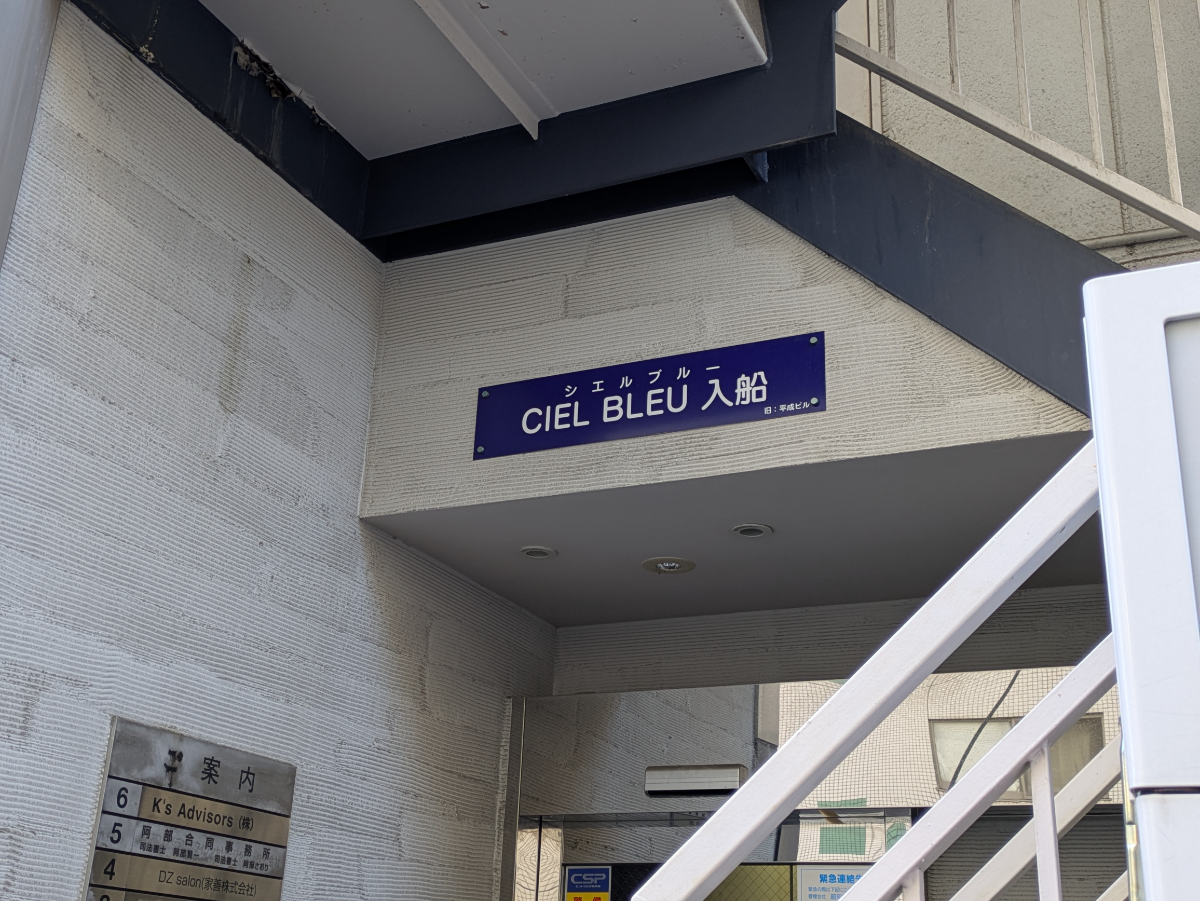 シエルブルー
CIEL BLEU 入船
旧：平成ビル
ご案内
6 K's Advisors (株)
5 阿部合同事務所
4 DZ salon(家善株式会社)
CSP
緊急連絡先